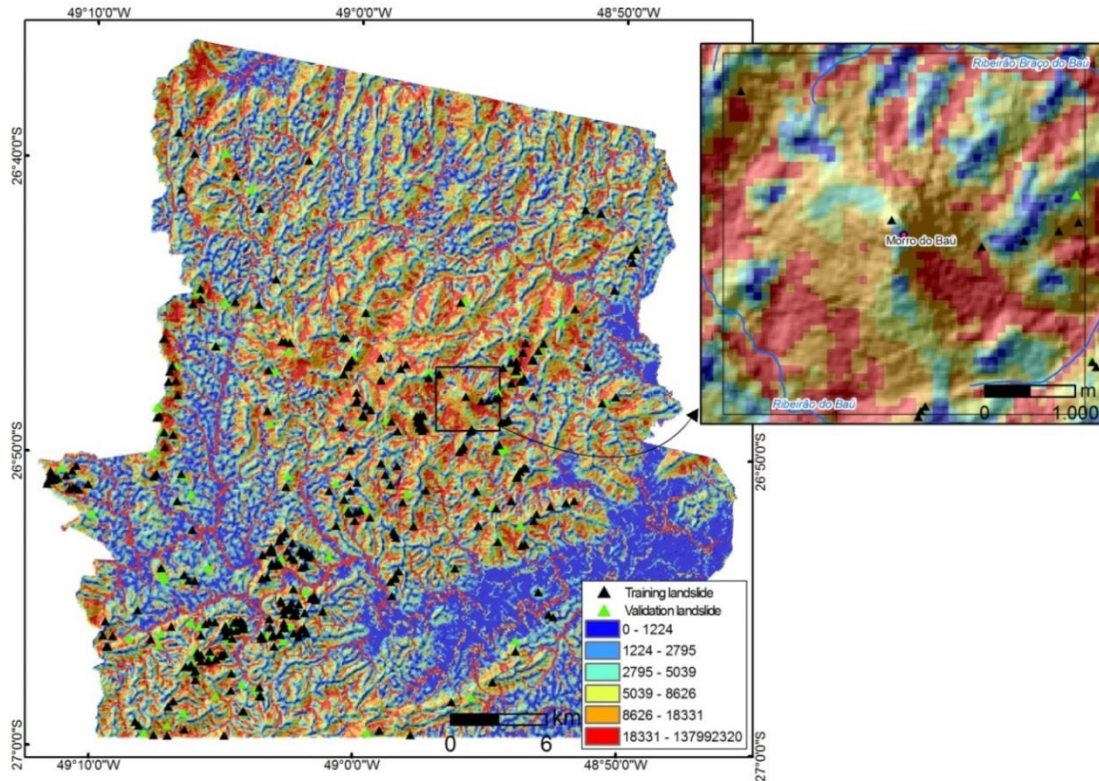 49°10'0"W 49°0'0"W 48°50'0"W
Ribeirão Braço do Baú
26°40'0"S
Morro do Baú
m
Ribeirão do Baú
0 1.000
26°50'0"S
26°50'0"S
Training landslide
Validation landslide
0 - 1224
1224 - 2795
2795 - 5039
5039 - 8626
8626 - 18331
18331 - 137992320
km
0 6
27°0'0"S
27°0'0"S
49°10'0"W 49°0'0"W 48°50'0"W